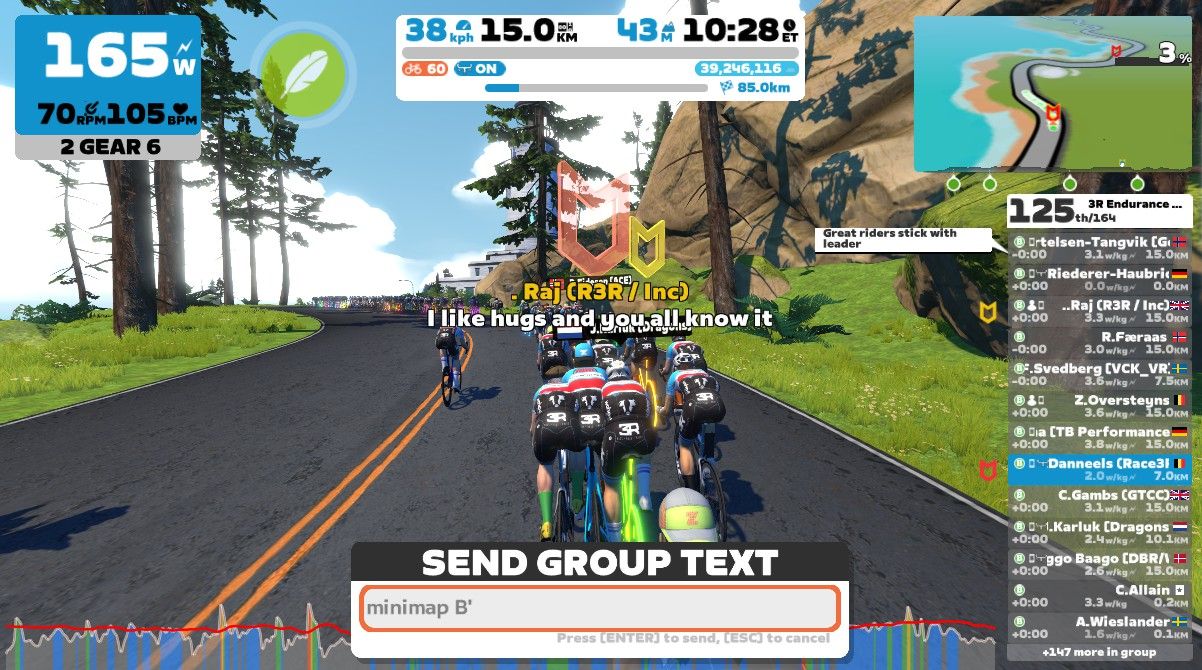 165W
70 RPM 105 BPM
2 GEAR 6
38 kph 15.0 KM 43 M 10:28 ET
60 ON 39,246,116
85.0km
3%
125th/164 3R Endurance ...
Great riders stick with
leader
rtelsen-Tangvik (G
-0:00 3.1w/kg 15.0KM
Riederer-Haubri
+0:00 0.0w/kg 0.0KM
..Raj (R3R / Inc)
-0:00 3.3w/kg 15.0KM
R.Færaas
-0:00 3.0w/kg 15.0KM
F.Svedberg [VCK_VR]
-0:00 3.6w/kg 7.5KM
Z.Oversteyns
+0:00 3.6w/kg 15.0KM
a [TB Performance
+0:00 3.8w/kg 15.0KM
Danneels (Race3
2.0w/kg 7.0KM
C.Gambs (GTCC)
+0:00 3.1w/kg 15.0KM
.Karluk [Dragons
+0:00 2.4w/kg 10.1KM
ggo Baago [DBR/
+0:00 2.6w/kg 15.0KM
C.Allain
+0:00 3.3w/kg 0.2KM
A.Wieslander
+0:00 1.6w/kg 0.1KM
+147 more in group
. Raj (R3R / Inc)
I like hugs and you all know it
3R
3R
3R
SEND GROUP TEXT
minimap B'
Press [ENTER] to send, [ESC] to cancel